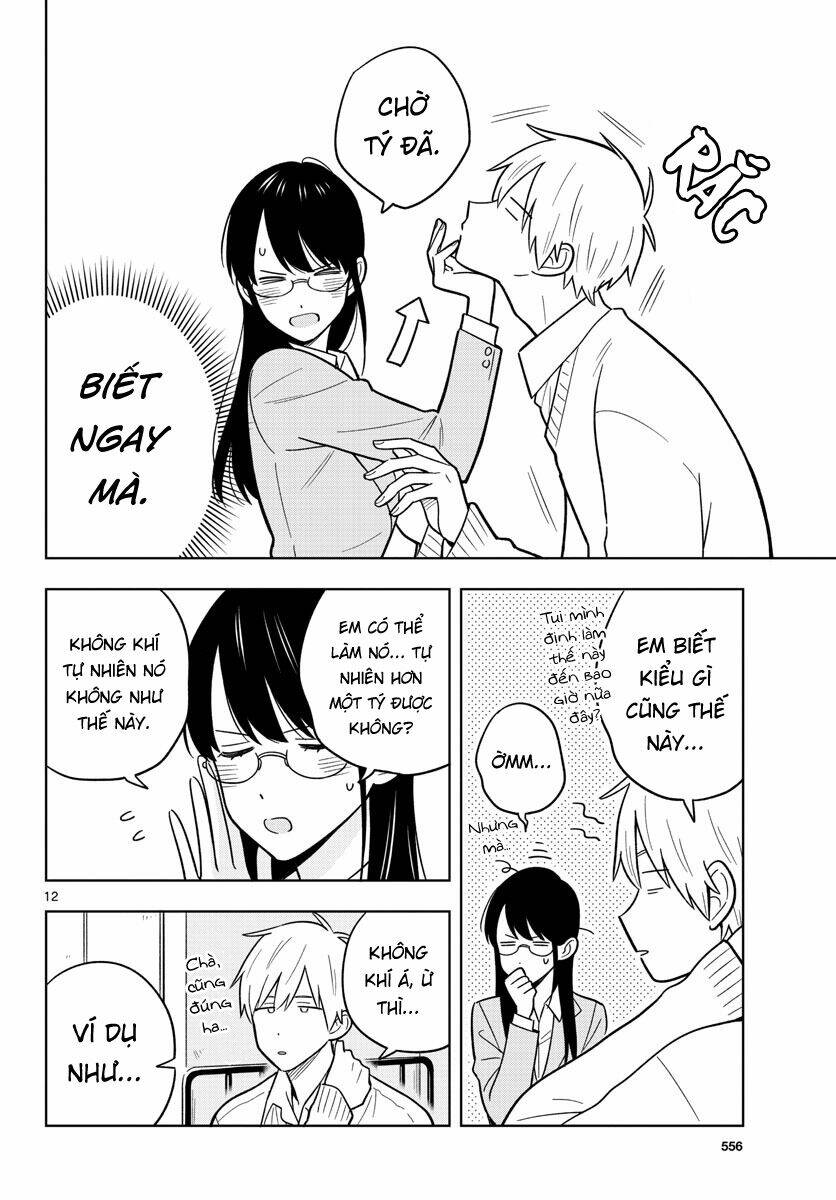 CHỜ
TÝ ĐÃ.
RẮC
BIẾT
NGAY
MÀ.
EM BIẾT
KIỂU GÌ
CŨNG THẾ
NÀY...
Tui mình
định làm
thế này
đến bao
giờ nữa
đây?
ỜMM...
Nhưng
mà...
EM CÓ THỂ
LÀM NÓ... TỰ
NHIÊN HƠN
MỘT TÝ ĐƯỢC
KHÔNG?
KHÔNG KHÍ
TỰ NHIÊN NÓ
KHÔNG NHƯ
THẾ NÀY.
12
KHÔNG
KHÍ Á, Ừ
THÌ...
Chà,
cũng
đúng
ha...
VÍ DỤ
NHƯ...
556